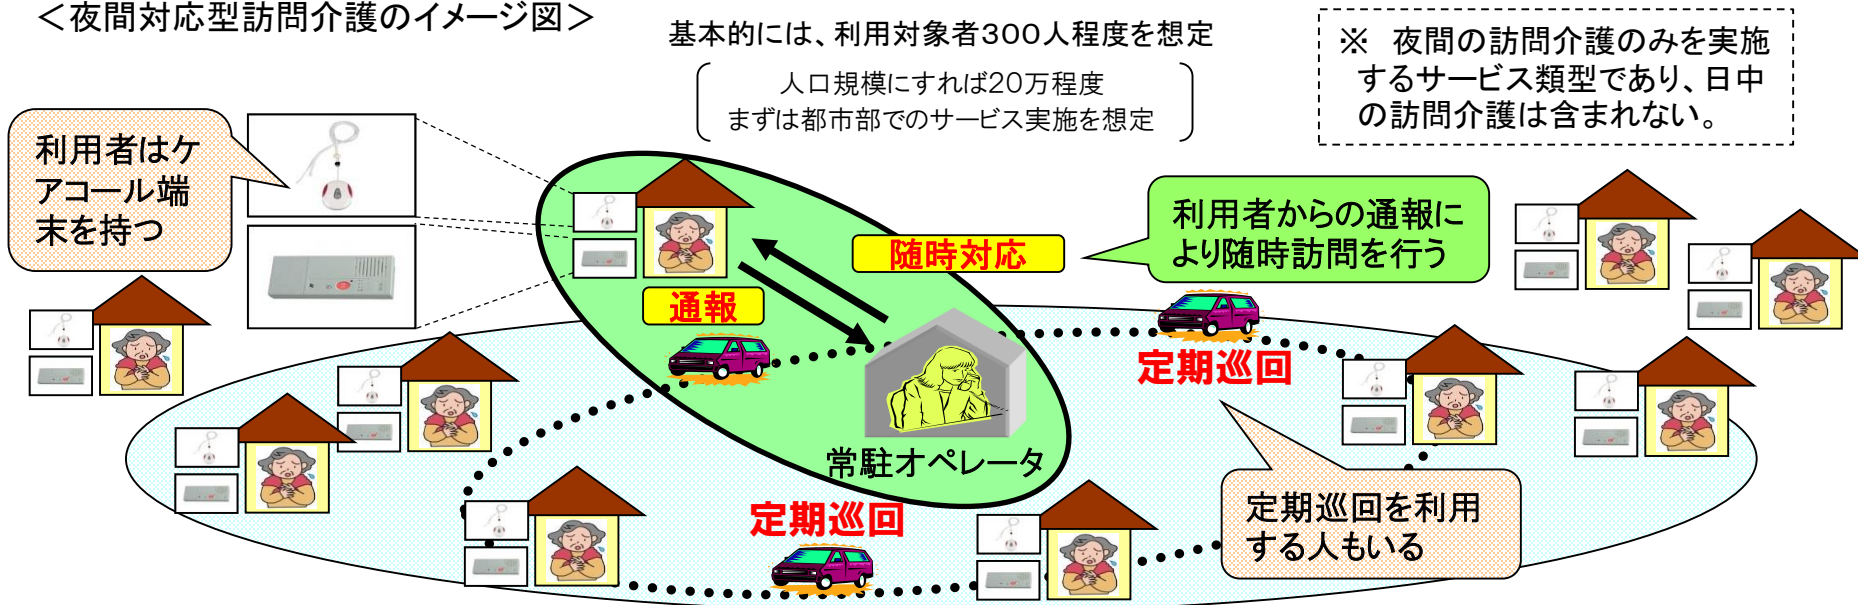 ＜夜間対応型訪問介護のイメージ図＞
基本的には、利用対象者300人程度を想定
人口規模にすれば20万程度
まずは都市部でのサービス実施を想定
※　夜間の訪問介護のみを実施
するサービス類型であり、日中
の訪問介護は含まれない。
利用者はケ
アコール端
末を持つ
利用者からの通報に
より随時訪問を行う
随時対応
通報
定期巡回
常駐オペレータ
定期巡回
定期巡回を利用
する人もいる